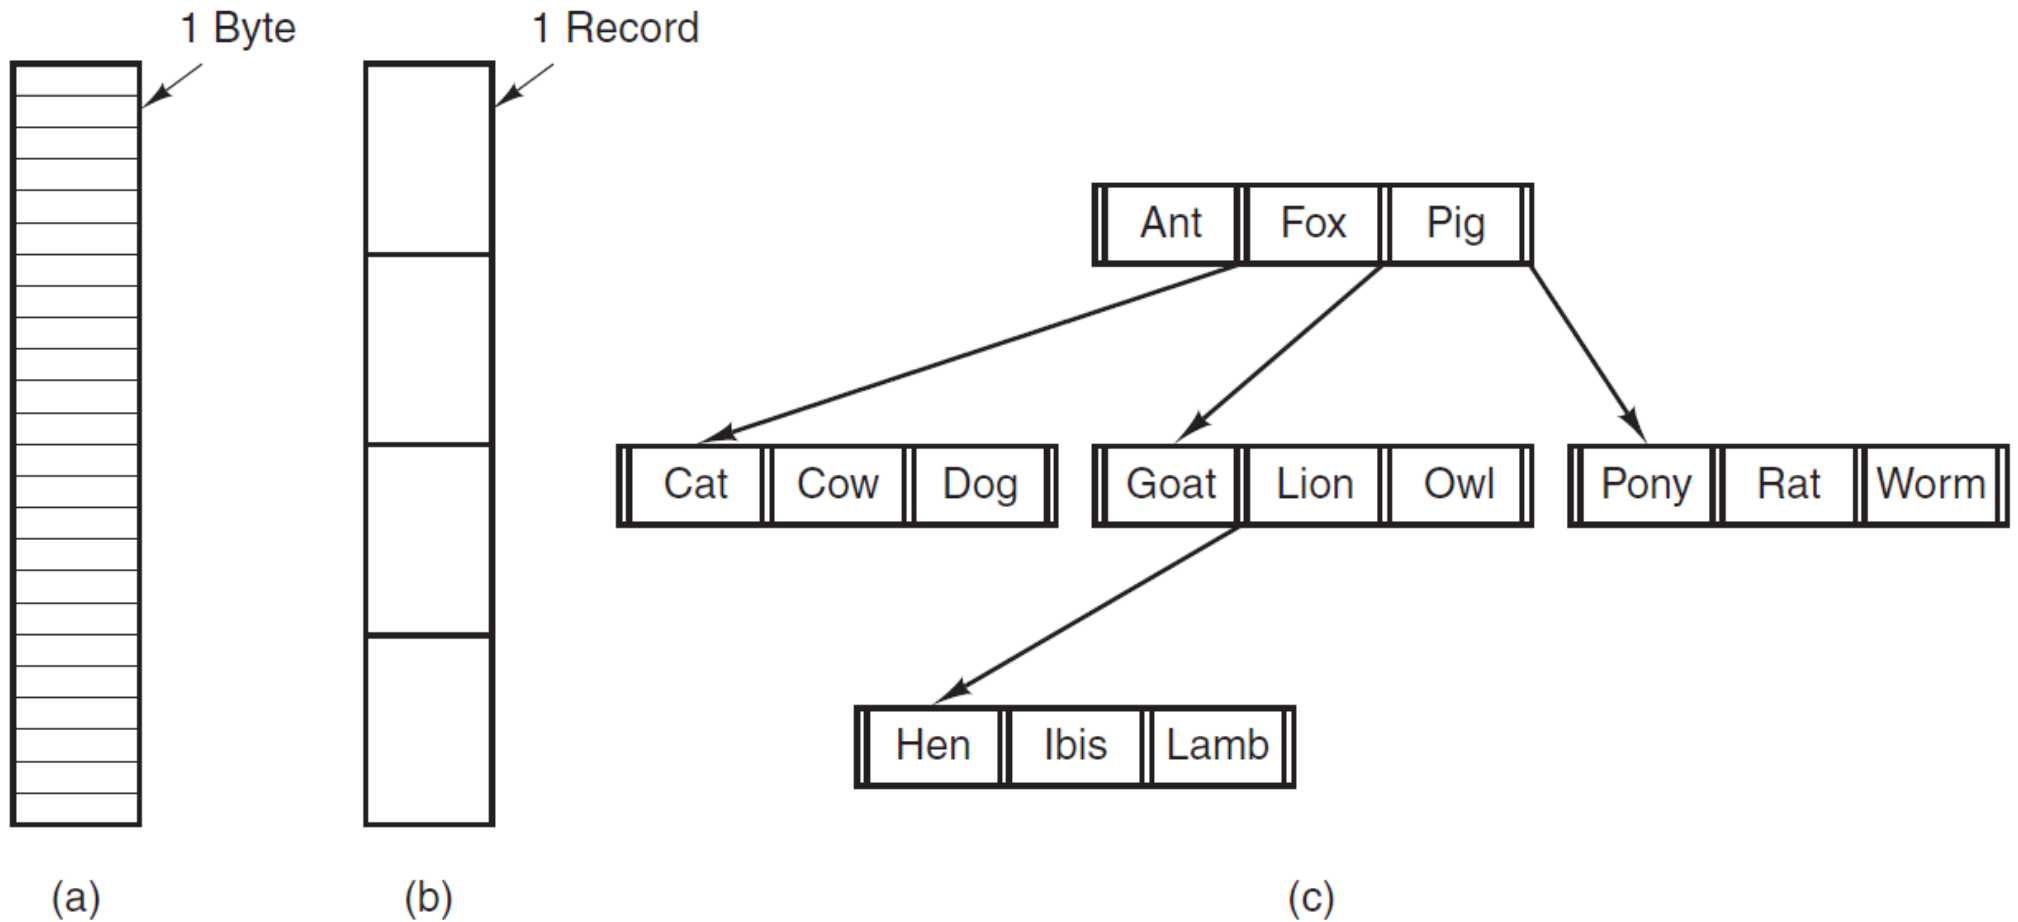 1 Byte
1 Record
Ant Fox Pig
Cat Cow Dog
Goat Lion Owl
Pony Rat Worm
Hen Ibis Lamb
(a)
(b)
(c)